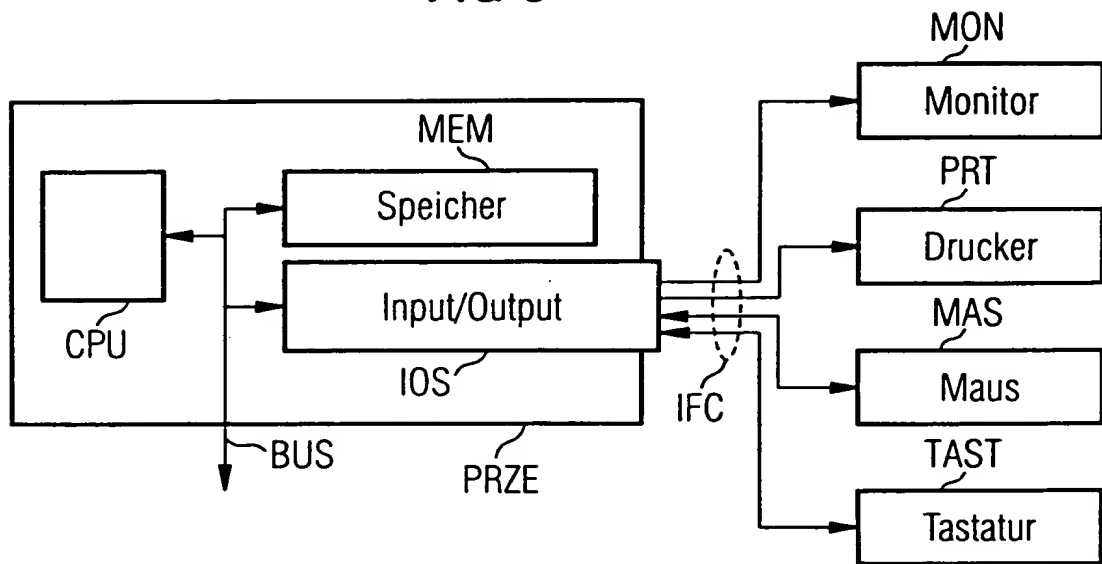 MON
Monitor
MEM
Speicher
PRT
Drucker
Input/Output
CPU
IOS
IFC
MAS
Maus
BUS
PRZE
TAST
Tastatur